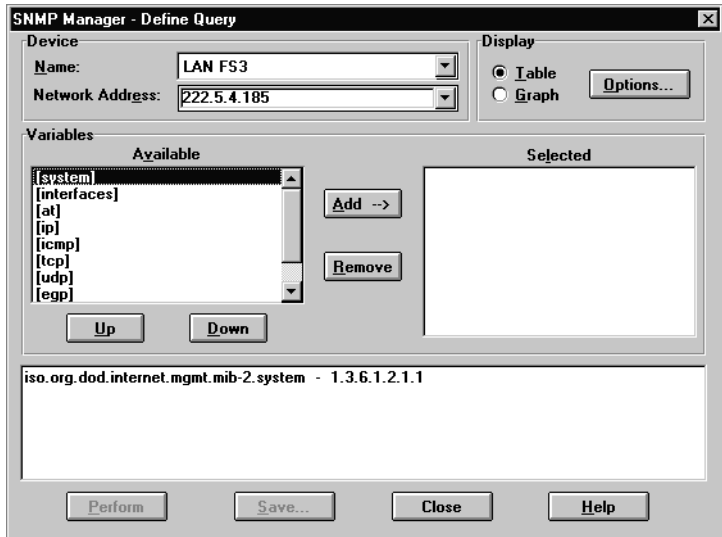 SNMP Manager - Define Query
Device
Name:
LAN FS3
Network Address:
222.5.4.185
Display
Table
Graph
Options...
Variables
Available
[system]
[interfaces]
[at]
[ip]
[icmp]
[tcp]
[udp]
[egp]
Add -->
Remove
Selected
Up
Down
iso.org.dod.internet.mgmt.mib-2.system - 1.3.6.1.2.1.1
Perform
Save...
Close
Help